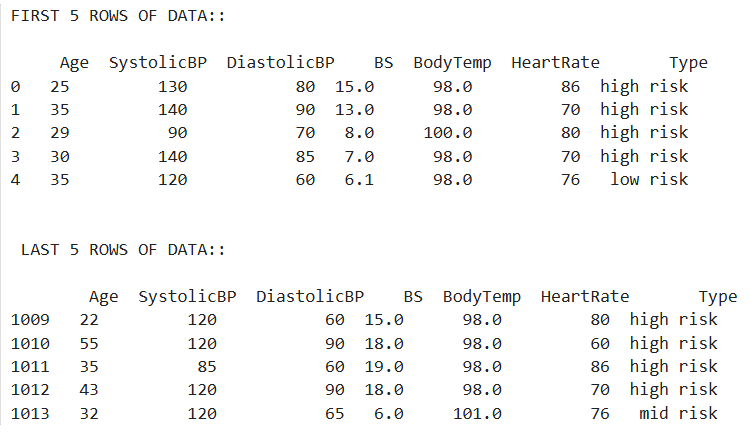 FIRST 5 ROWS OF DATA::
Age SystolicBP DiastolicBP BS BodyTemp HeartRate Type
0 25 130 80 15.0 98.0 86 high risk
1 35 140 90 13.0 98.0 70 high risk
2 29 90 70 8.0 100.0 80 high risk
3 30 140 85 7.0 98.0 70 high risk
4 35 120 60 6.1 98.0 76 low risk
LAST 5 ROWS OF DATA::
Age SystolicBP DiastolicBP BS BodyTemp HeartRate Type
1009 22 120 60 15.0 98.0 80 high risk
1010 55 120 90 18.0 98.0 60 high risk
1011 35 85 60 19.0 98.0 86 high risk
1012 43 120 90 18.0 98.0 70 high risk
1013 32 120 65 6.0 101.0 76 mid risk